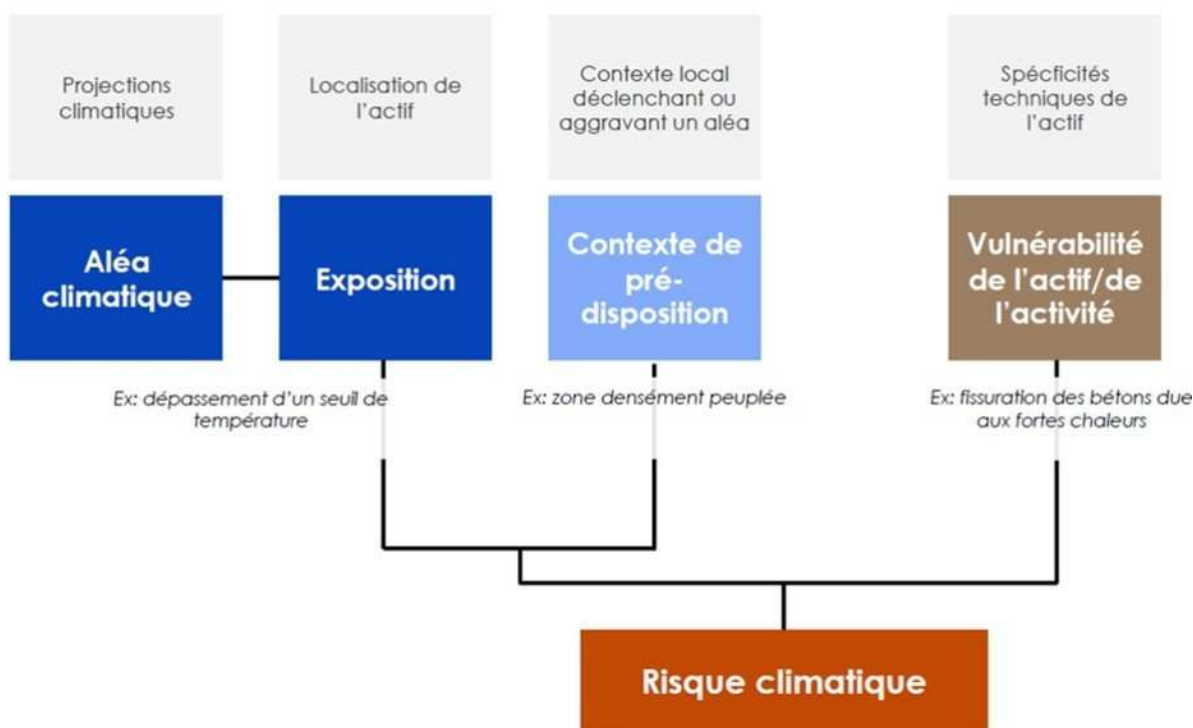 Projections
climatiques
Localisation de
l'actif
Contexte local
déclenchant ou
aggravant un aléa
Spécficités
techniques de
l'actif
Aléa
climatique
Exposition
Contexte de
pré-
disposition
Vulnérabilité
de l'actif/de
l'activité
Ex: dépassement d'un seuil de
température
Ex: zone densément peuplée
Ex: fissuration des bétons due
aux fortes chaleurs
Risque climatique